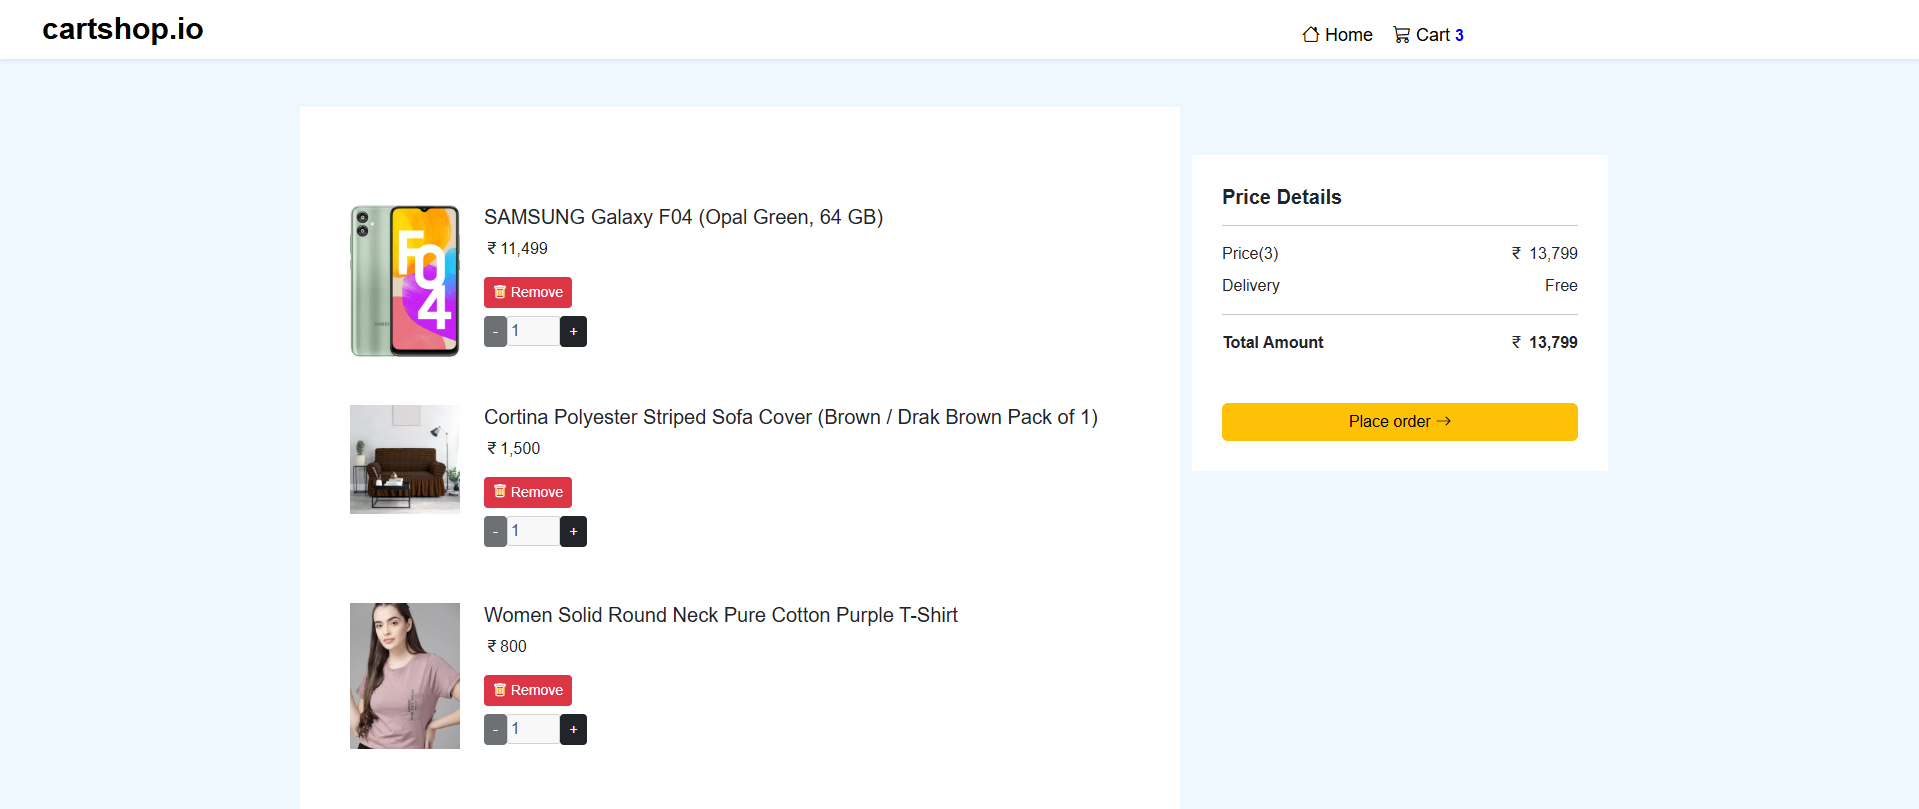 cartshop.io
Home Cart 3
SAMSUNG Galaxy F04 (Opal Green, 64 GB)
₹ 11,499
Remove
- 1 +
F04
SAMSUNG
Cortina Polyester Striped Sofa Cover (Brown / Drak Brown Pack of 1)
₹ 1,500
Remove
- 1 +
Women Solid Round Neck Pure Cotton Purple T-Shirt
₹ 800
Remove
- 1 +
Price Details
Price(3) ₹ 13,799
Delivery Free
Total Amount ₹ 13,799
Place order →